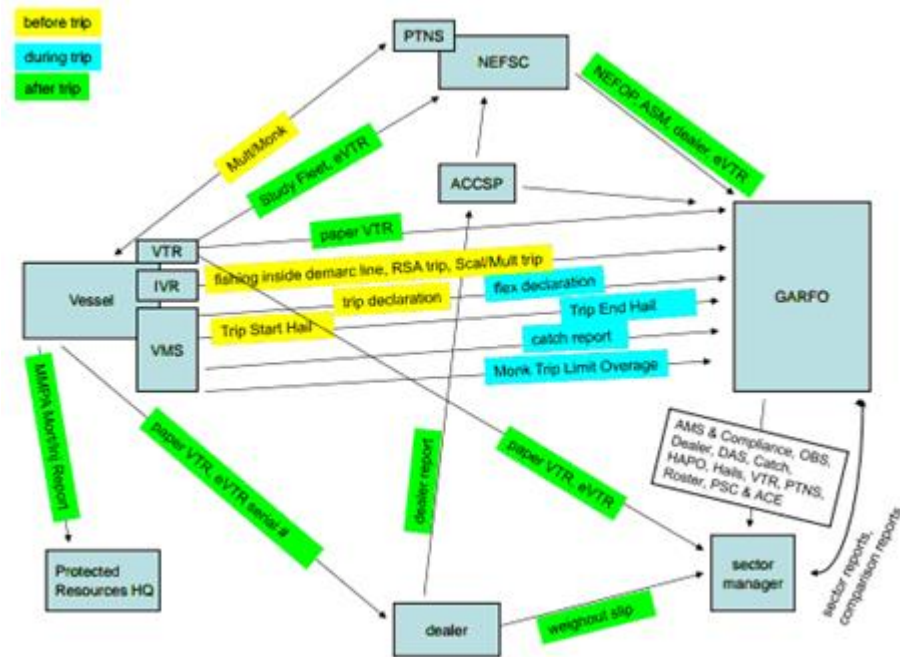 before trip
during trip
after trip
PTNS
NEFSC
Mult/Monk
Study Fleet, eVTR
NEFOP, ASM, dealer, eVTR
ACCSP
VTR
IVR
VMS
Vessel
GARFO
paper VTR
fishing inside demarc line, RSA trip, Scal/Mult trip
trip declaration
flex declaration
Trip Start Hail
Trip End Hail
catch report
Monk Trip Limit Overage
MMPA Mort/Inj Report
paper VTR, eVTR serial #
dealer report
paper VTR, eVTR
AMS & Compliance, OBS,
Dealer, DAS, Catch,
HAPO, Hails, VTR, PTNS,
Roster, PSC & ACE
sector reports,
comparison reports
Protected
Resources HQ
dealer
weighout slip
sector
manager